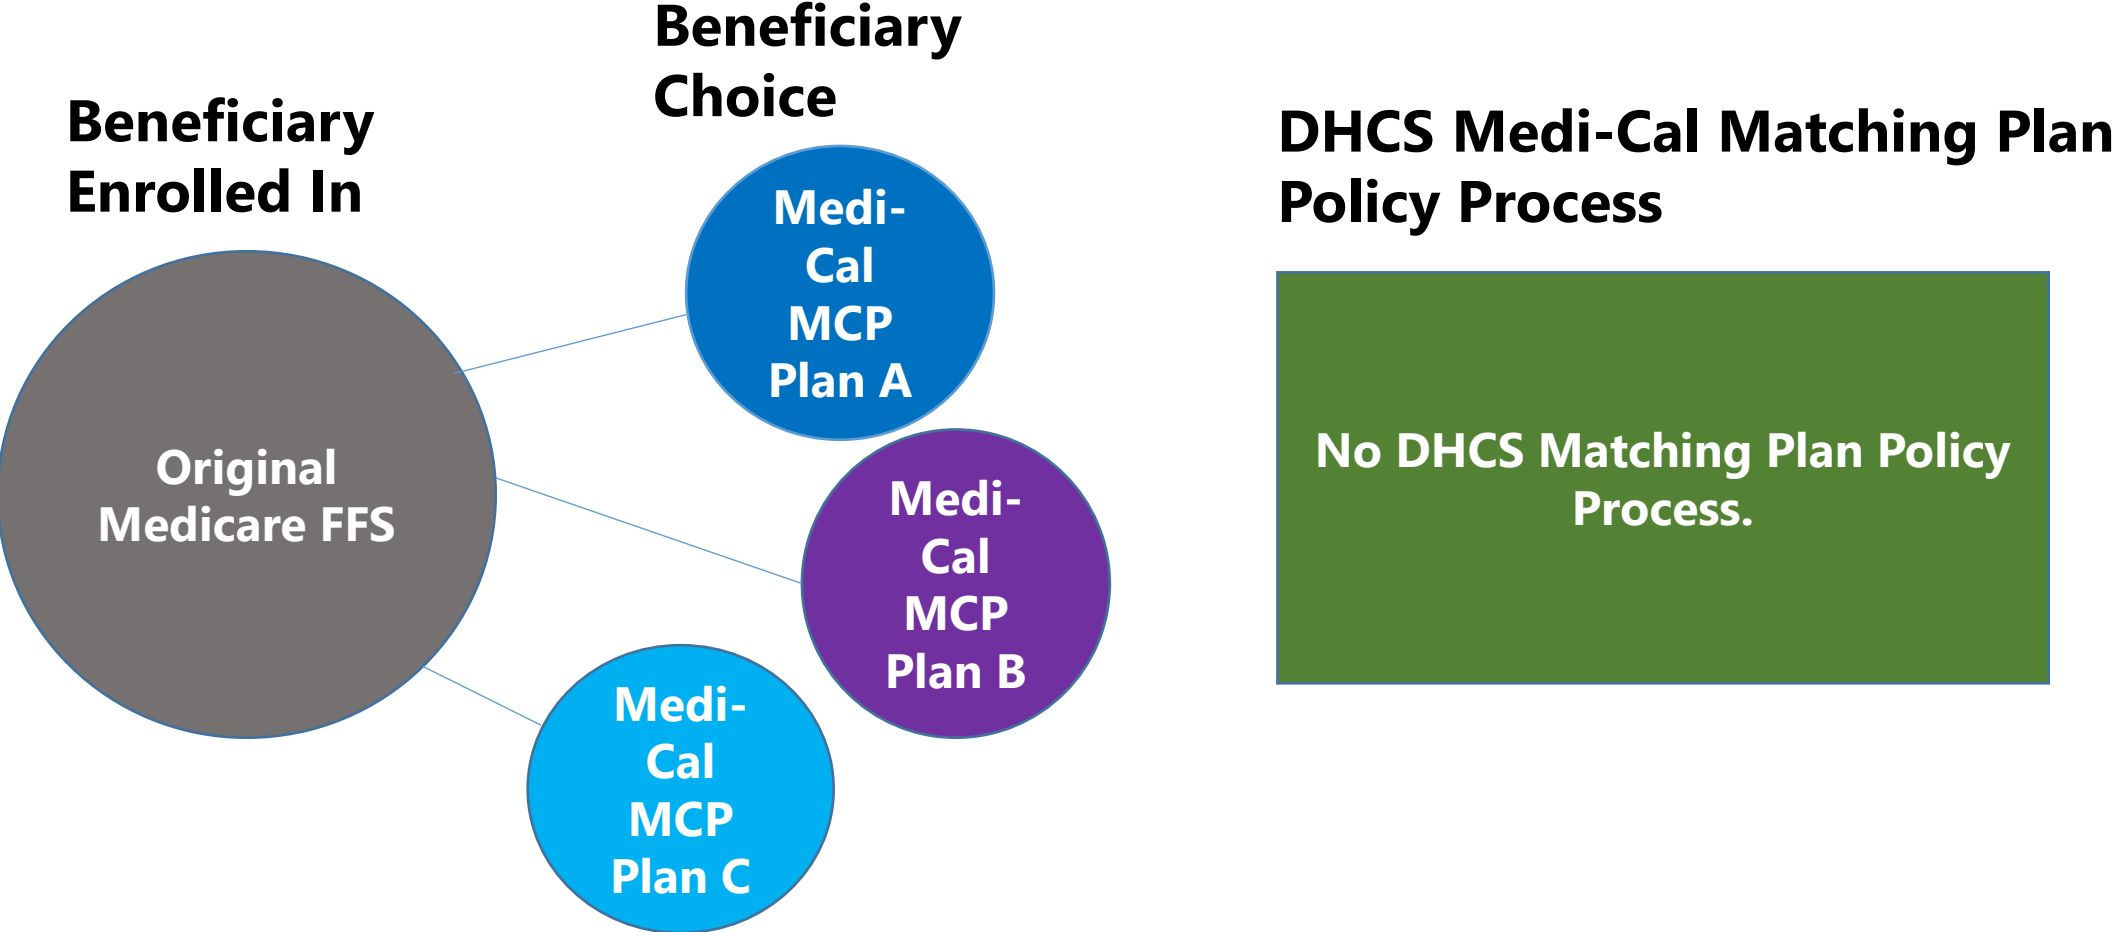 Beneficiary
Enrolled In
Original
Medicare FFS
Beneficiary
Choice
Medi-
Cal
MCP
Plan A
Medi-
Cal
MCP
Plan B
Medi-
Cal
MCP
Plan C
DHCS Medi-Cal Matching Plan
Policy Process
No DHCS Matching Plan Policy
Process.